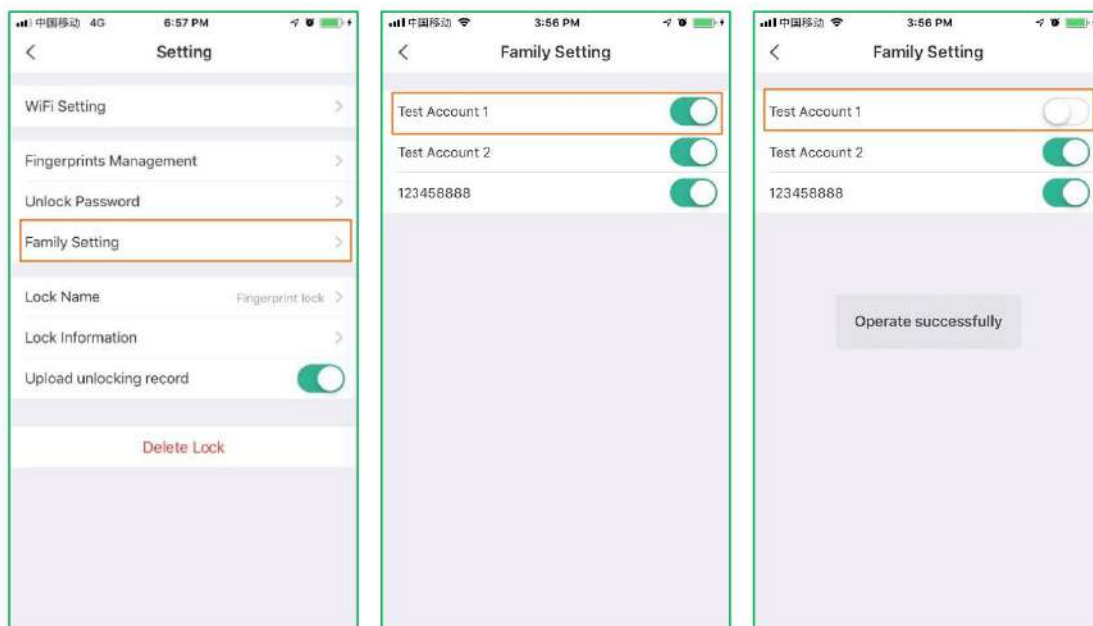 中国移动 4G 6:57 PM
Setting
WiFi Setting
Fingerprints Management
Unlock Password
Family Setting
Lock Name Fingerprint lock
Lock Information
Upload unlocking record
Delete Lock
中国移动 3:56 PM
Family Setting
Test Account 1
Test Account 2
123458888
中国移动 3:56 PM
Family Setting
Test Account 1
Test Account 2
123458888
Operate successfully